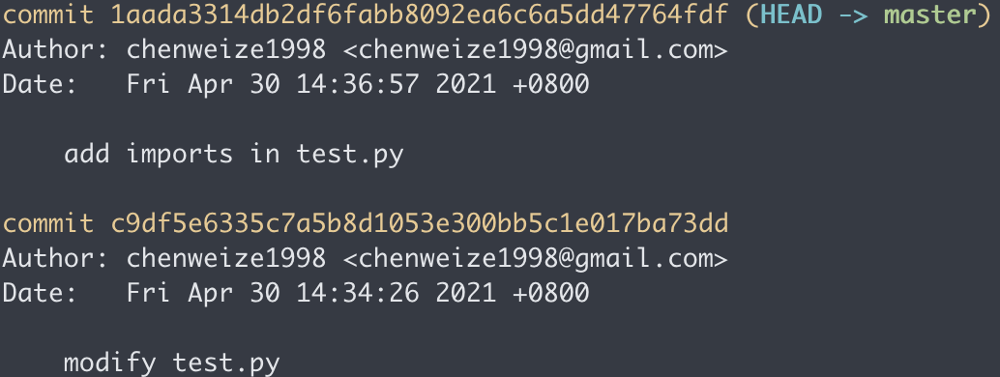 commit 1aada3314db2df6fabb8092ea6c6a5dd47764fdf (HEAD -> master)
Author: chenweize1998 <chenweize1998@gmail.com>
Date:   Fri Apr 30 14:36:57 2021 +0800
    add imports in test.py
commit c9df5e6335c7a5b8d1053e300bb5c1e017ba73dd
Author: chenweize1998 <chenweize1998@gmail.com>
Date:   Fri Apr 30 14:34:26 2021 +0800
    modify test.py